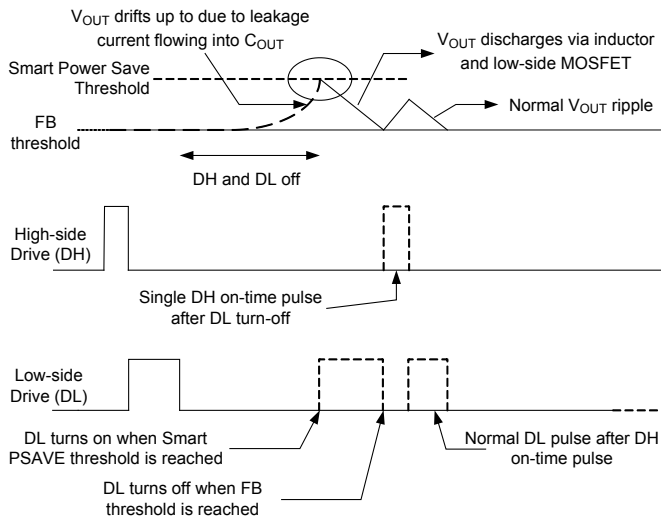 VOUT drifts up to due to leakage
current flowing into COUT
VOUT discharges via inductor
and low-side MOSFET
Smart Power Save
Threshold
Normal VOUT ripple
FB
threshold
DH and DL off
High-side
Drive (DH)
Single DH on-time pulse
after DL turn-off
Low-side
Drive (DL)
DL turns on when Smart
PSAVE threshold is reached
Normal DL pulse after DH
on-time pulse
DL turns off when FB
threshold is reached